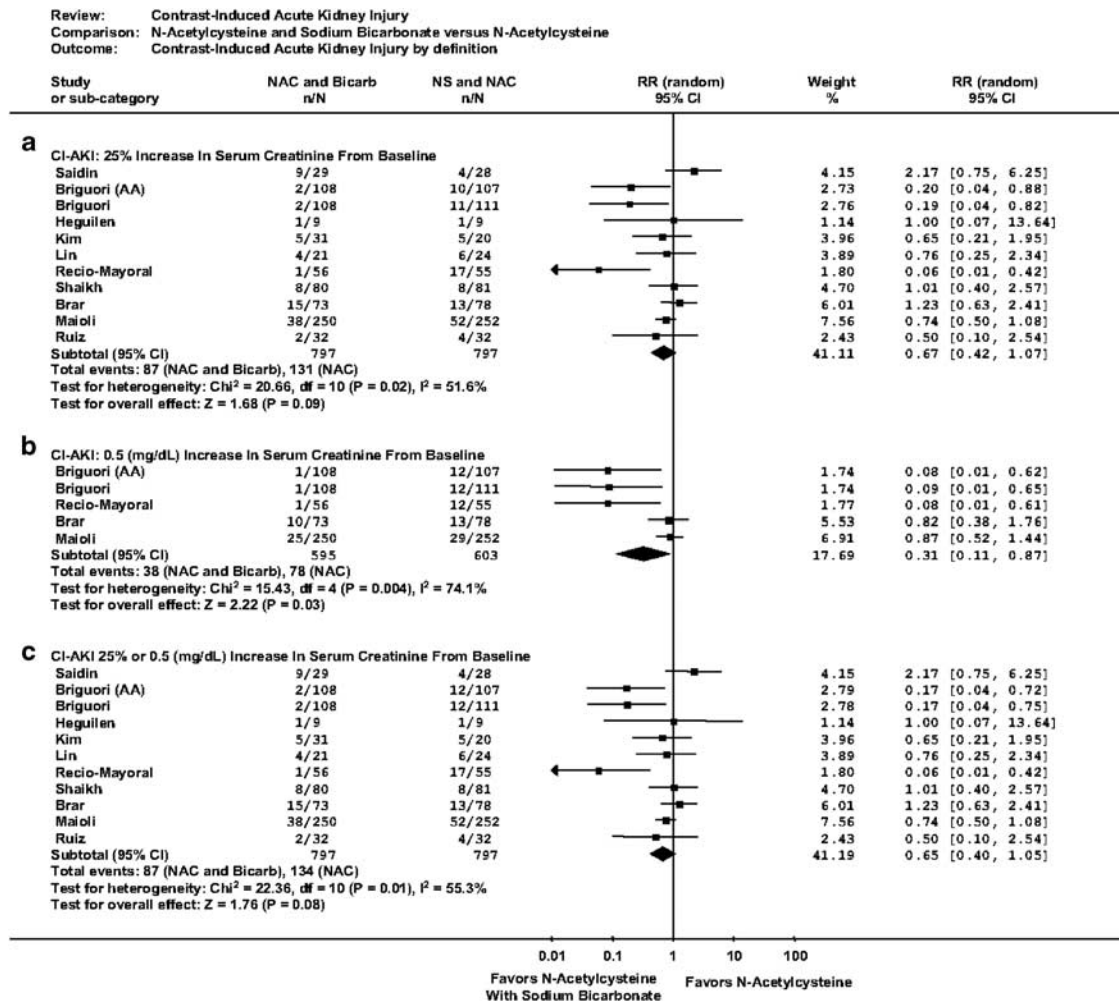 Review: Contrast-Induced Acute Kidney Injury
Comparison: N-Acetylcysteine and Sodium Bicarbonate versus N-Acetylcysteine
Outcome: Contrast-Induced Acute Kidney Injury by definition
Study NAC and Bicarb NS and NAC RR (random) Weight RR (random)
or sub-category n/N n/N 95% CI % 95% CI
a
CI-AKI: 25% Increase In Serum Creatinine From Baseline
Saidin 9/29 4/28 4.15 2.17 [0.75, 6.25]
Briguori (AA) 2/108 10/107 2.73 0.20 [0.04, 0.88]
Briguori 2/108 11/111 2.76 0.19 [0.04, 0.82]
Heguilen 1/9 1/9 1.14 1.00 [0.07, 13.64]
Kim 5/31 5/20 3.96 0.65 [0.21, 1.95]
Lin 4/21 6/24 3.89 0.76 [0.25, 2.34]
Recio-Mayoral 1/56 17/55 1.80 0.06 [0.01, 0.42]
Shaikh 8/80 8/81 4.70 1.01 [0.40, 2.57]
Brar 15/73 13/78 6.01 1.23 [0.63, 2.41]
Maioli 38/250 52/252 7.56 0.74 [0.50, 1.08]
Ruiz 2/32 4/32 2.43 0.50 [0.10, 2.54]
Subtotal (95% CI) 797 797 41.11 0.67 [0.42, 1.07]
Total events: 87 (NAC and Bicarb), 131 (NAC)
Test for heterogeneity: Chi² = 20.66, df = 10 (P = 0.02), I² = 51.6%
Test for overall effect: Z = 1.68 (P = 0.09)
b
CI-AKI: 0.5 (mg/dL) Increase In Serum Creatinine From Baseline
Briguori (AA) 1/108 12/107 1.74 0.08 [0.01, 0.62]
Briguori 1/108 12/111 1.74 0.09 [0.01, 0.65]
Recio-Mayoral 1/56 12/55 1.77 0.08 [0.01, 0.61]
Brar 10/73 13/78 5.53 0.82 [0.38, 1.76]
Maioli 25/250 29/252 6.91 0.87 [0.52, 1.44]
Subtotal (95% CI) 595 603 17.69 0.31 [0.11, 0.87]
Total events: 38 (NAC and Bicarb), 78 (NAC)
Test for heterogeneity: Chi² = 15.43, df = 4 (P = 0.004), I² = 74.1%
Test for overall effect: Z = 2.22 (P = 0.03)
c
CI-AKI 25% or 0.5 (mg/dL) Increase In Serum Creatinine From Baseline
Saidin 9/29 4/28 4.15 2.17 [0.75, 6.25]
Briguori (AA) 2/108 12/107 2.79 0.17 [0.04, 0.72]
Briguori 2/108 12/111 2.78 0.17 [0.04, 0.75]
Heguilen 1/9 1/9 1.14 1.00 [0.07, 13.64]
Kim 5/31 5/20 3.96 0.65 [0.21, 1.95]
Lin 4/21 6/24 3.89 0.76 [0.25, 2.34]
Recio-Mayoral 1/56 17/55 1.80 0.06 [0.01, 0.42]
Shaikh 8/80 8/81 4.70 1.01 [0.40, 2.57]
Brar 15/73 13/78 6.01 1.23 [0.63, 2.41]
Maioli 38/250 52/252 7.56 0.74 [0.50, 1.08]
Ruiz 2/32 4/32 2.43 0.50 [0.10, 2.54]
Subtotal (95% CI) 797 797 41.19 0.65 [0.40, 1.05]
Total events: 87 (NAC and Bicarb), 134 (NAC)
Test for heterogeneity: Chi² = 22.36, df = 10 (P = 0.01), I² = 55.3%
Test for overall effect: Z = 1.76 (P = 0.08)
0.01 0.1 1 10 100
Favors N-Acetylcysteine Favors N-Acetylcysteine
With Sodium Bicarbonate